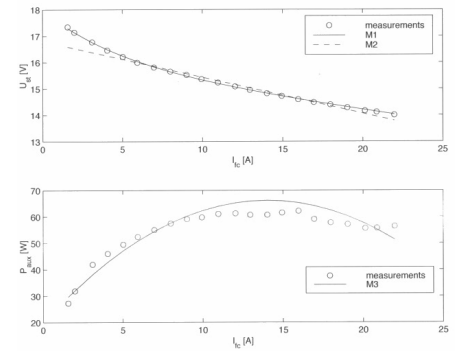 18
17
16
15
14
13
U_st [V]
measurements
M1
M2
0 5 10 15 20 25
I_fc [A]
70
60
50
40
30
20
P_aux [W]
measurements
M3
0 5 10 15 20 25
I_fc [A]